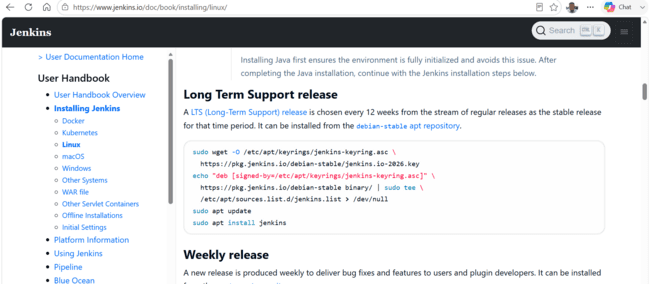 https://www.jenkins.io/doc/book/installing/linux/
Chat
Jenkins
Search
> User Documentation Home
User Handbook
User Handbook Overview
Installing Jenkins
Docker
Kubernetes
Linux
macOS
Windows
Other Systems
WAR file
Other Servlet Containers
Offline Installations
Initial Settings
Platform Information
Using Jenkins
Pipeline
Blue Ocean
Installing Java first ensures the environment is fully initialized and avoids this issue. After
completing the Java installation, continue with the Jenkins installation steps below.
Long Term Support release
A LTS (Long-Term Support) release is chosen every 12 weeks from the stream of regular releases as the stable release
for that time period. It can be installed from the debian-stable apt repository.
sudo wget -O /etc/apt/keyrings/jenkins-keyring.asc \
https://pkg.jenkins.io/debian-stable/jenkins.io-2026.key
echo "deb [signed-by=/etc/apt/keyrings/jenkins-keyring.asc]" \
https://pkg.jenkins.io/debian-stable binary/ | sudo tee \
/etc/apt/sources.list.d/jenkins.list > /dev/null
sudo apt update
sudo apt install jenkins
Weekly release
A new release is produced weekly to deliver bug fixes and features to users and plugin developers. It can be installed